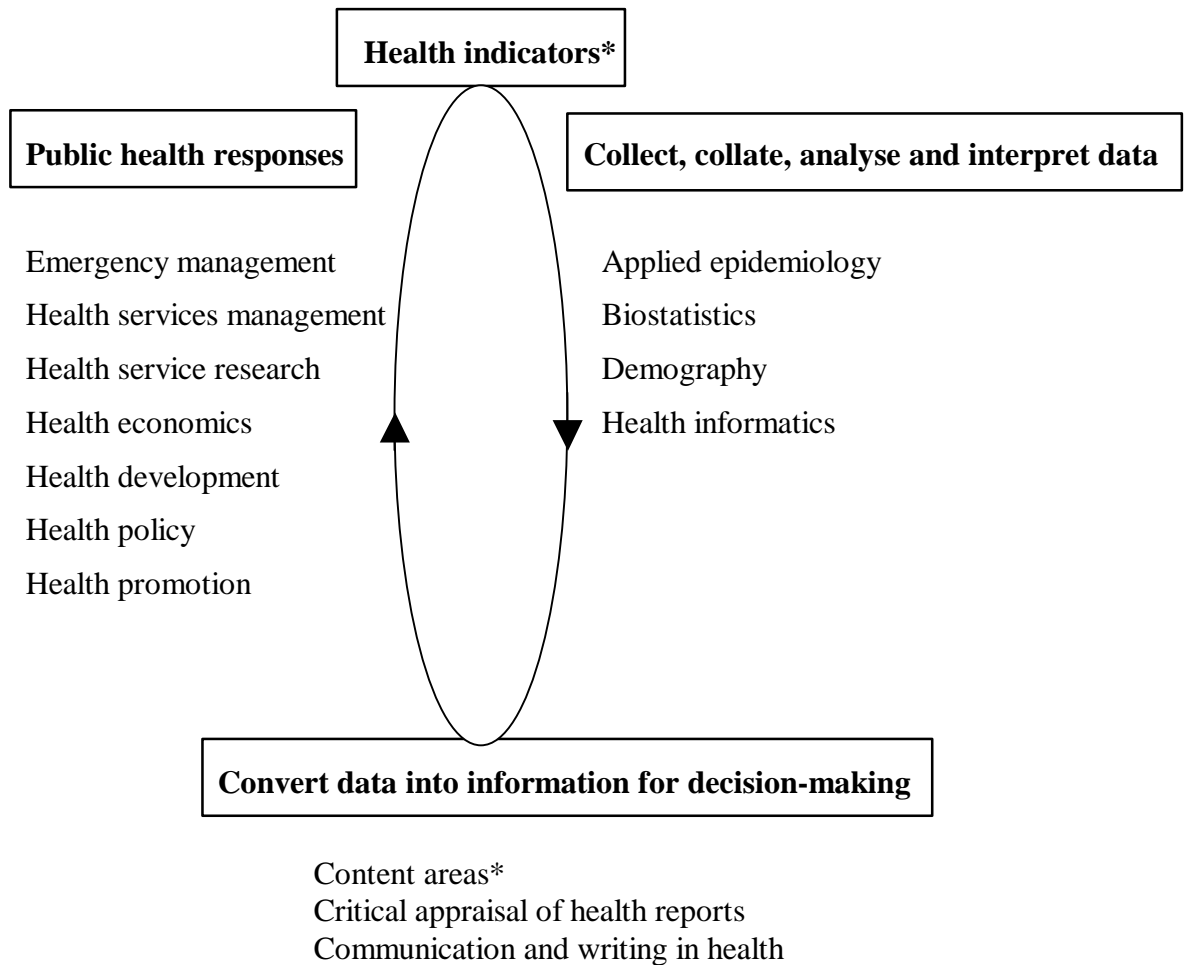 Health indicators*
Public health responses
Collect, collate, analyse and interpret data
Emergency management
Health services management
Health service research
Health economics
Health development
Health policy
Health promotion
Applied epidemiology
Biostatistics
Demography
Health informatics
Convert data into information for decision-making
Content areas*
Critical appraisal of health reports
Communication and writing in health